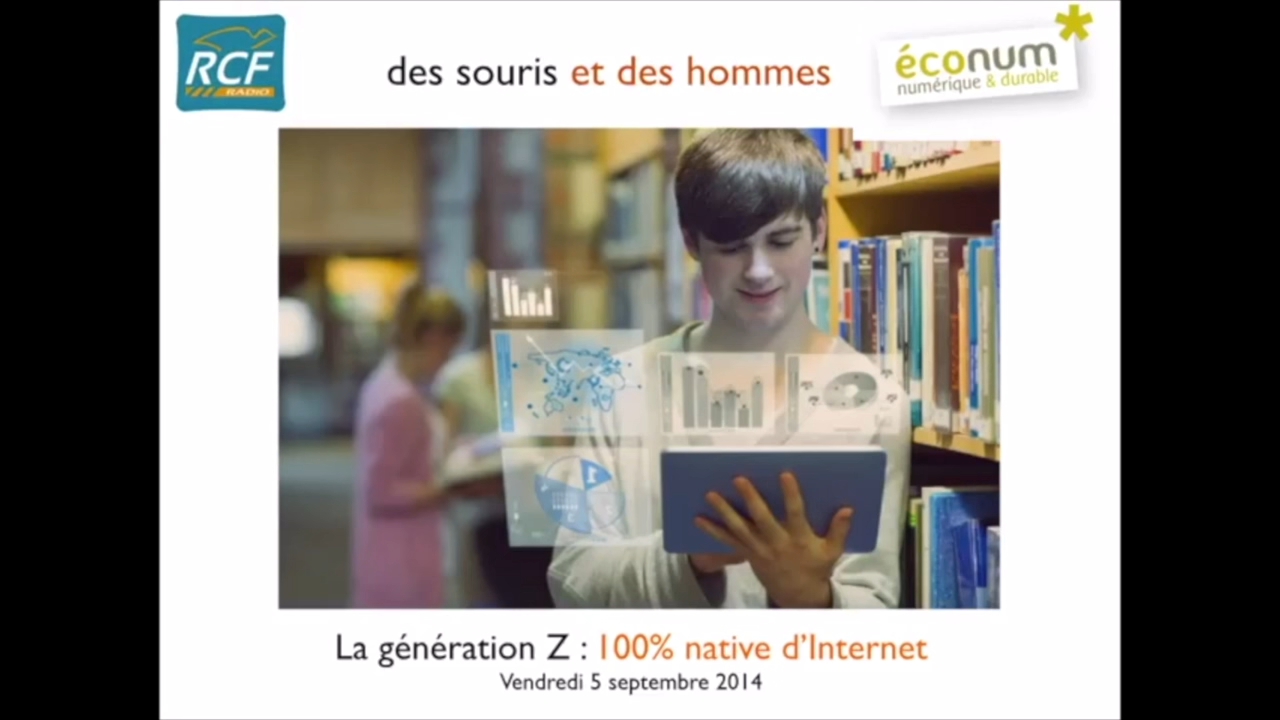 RCF
RADIO
des souris et des hommes
éconum
numérique & durable
La génération Z : 100% native d'Internet
Vendredi 5 septembre 2014